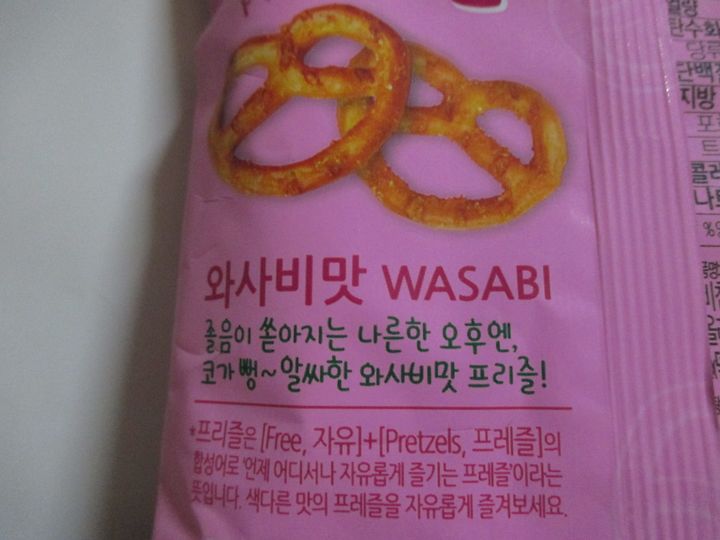 와사비맛 WASABI
졸음이 쏟아지는 나른한 오후엔,
코가 뻥~ 알싸한 와사비맛 프리즐!
*프리즐은 [Free, 자유]+[Pretzels, 프레즐]의
합성어로 '언제 어디서나 자유롭게 즐기는 프레즐'이라는
뜻입니다. 색다른 맛의 프레즐을 자유롭게 즐겨보세요.
지방